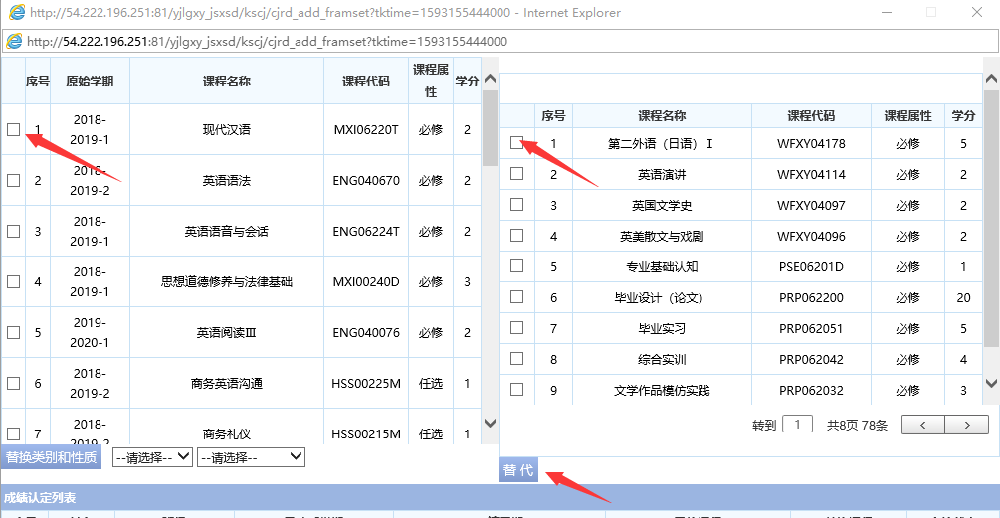 http://54.222.196.251:81/yjlgxy_jsxsd/kscj/cjrd_add_framset?tktime=1593155444000 - Internet Explorer
http://54.222.196.251:81/yjlgxy_jsxsd/kscj/cjrd_add_framset?tktime=1593155444000
序号 原始学期 课程名称 课程代码 课程属性 学分
1 2018-2019-1 现代汉语 MXI06220T 必修 2
2 2018-2019-2 英语语法 ENG040670 必修 2
3 2018-2019-1 英语语音与会话 ENG06224T 必修 2
4 2018-2019-1 思想道德修养与法律基础 MXI00240D 必修 3
5 2019-2020-1 英语阅读Ⅲ ENG040076 必修 2
6 2018-2019-2 商务英语沟通 HSS00225M 任选 1
7 2018-2019-2 商务礼仪 HSS00215M 任选 1
替换类别和性质 --请选择-- --请选择--
序号 课程名称 课程代码 课程属性 学分
1 第二外语（日语）Ⅰ WFXY04178 必修 5
2 英语演讲 WFXY04114 必修 2
3 英国文学史 WFXY04097 必修 2
4 英美散文与戏剧 WFXY04096 必修 2
5 专业基础认知 PSE06201D 必修 1
6 毕业设计（论文） PRP062200 必修 20
7 毕业实习 PRP062051 必修 5
8 综合实训 PRP062042 必修 4
9 文学作品模仿实践 PRP062032 必修 3
转到 1 共8页 78条 < >
替 代
成绩认定列表